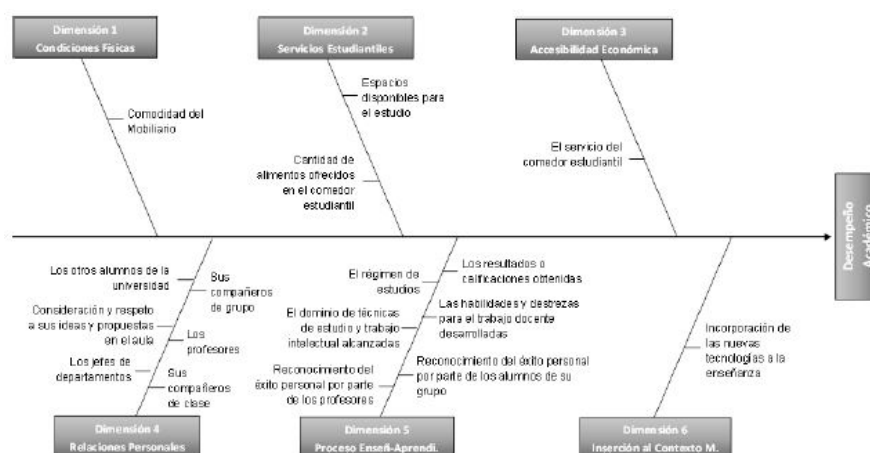 Dimensión 1
Condiciones Físicas
Dimensión 2
Servicios Estudiantiles
Dimensión 3
Accesibilidad Económica
Comodidad del
Mobiliario
Espacios
disponibles para
el estudio
Cantidad de
alimentos ofrecidos
en el comedor
estudiantil
El servicio del
comedor estudiantil
Desempeño
Académico
Los otros alumnos de la
universidad
Sus
compañeros
de grupo
Consideración y respeto
a sus ideas y propuestas
en el aula
Los
profesores
Los jefes de
departamentos
Sus
compañeros
de clase
El régimen de
estudios
Los resultados o
calificaciones obtenidas
El dominio de técnicas
de estudio y trabajo
intelectual alcanzadas
Las habilidades y destrezas
para el trabajo docente
desarrolladas
Reconocimiento del
éxito personal por parte
de los profesores
Reconocimiento del éxito personal
por parte de los alumnos de su
grupo
Incorporación de
las nuevas
tecnologías a la
enseñanza
Dimensión 4
Relaciones Personales
Dimensión 5
Proceso Enseñ-Aprendi.
Dimensión 6
Inserción al Contexto M.